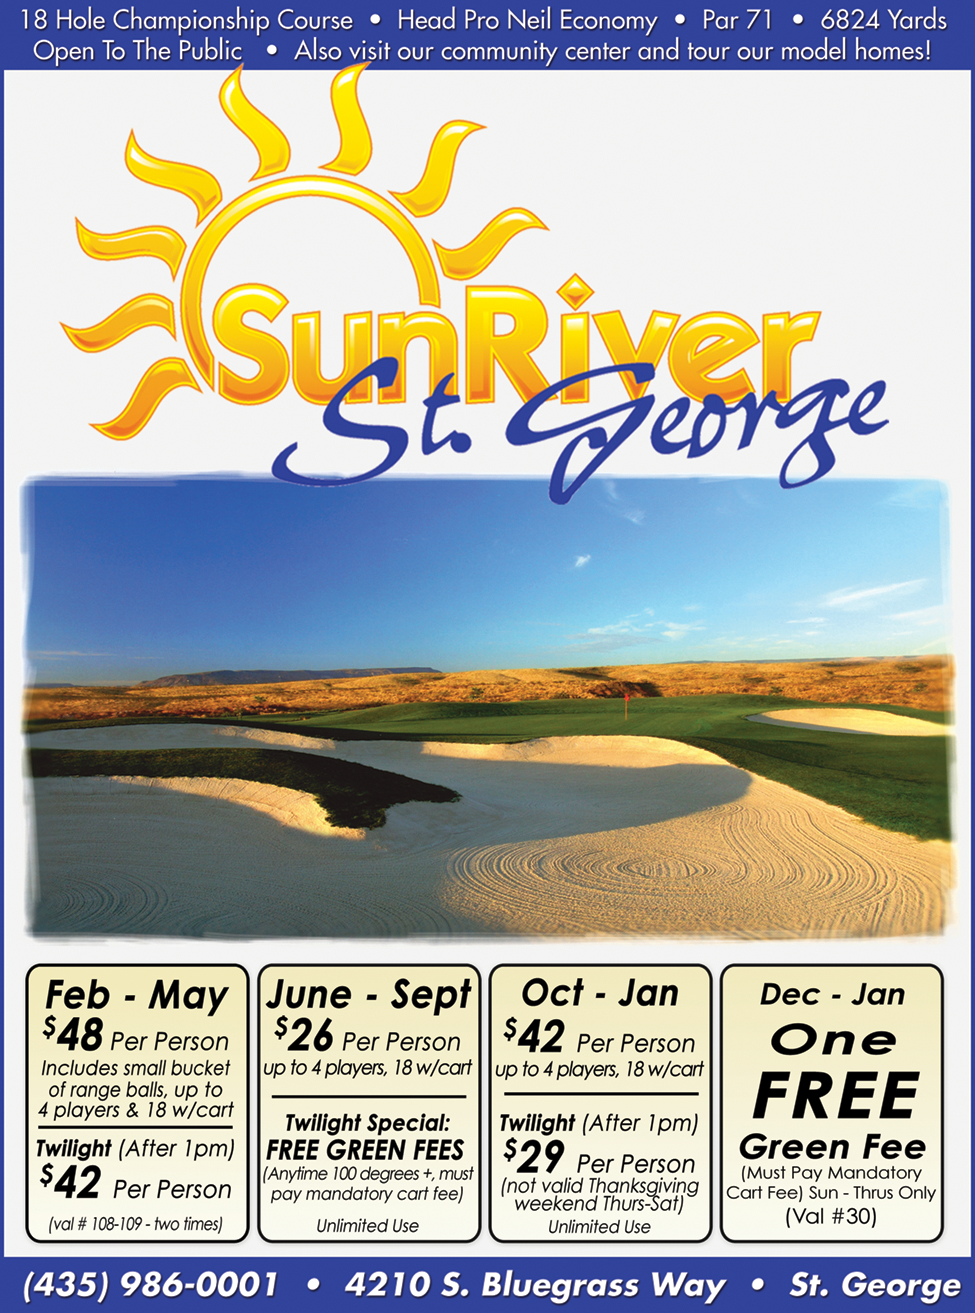 18 Hole Championship Course • Head Pro Neil Economy • Par 71 • 6824 Yards
Open To The Public • Also visit our community center and tour our model homes!
SunRiver
St. George
Feb - May
$48 Per Person
Includes small bucket
of range balls, up to
4 players & 18 w/cart
Twilight (After 1pm)
$42 Per Person
(val # 108-109 - two times)
June - Sept
$26 Per Person
up to 4 players, 18 w/cart
Twilight Special:
FREE GREEN FEES
(Anytime 100 degrees +, must
pay mandatory cart fee)
Unlimited Use
Oct - Jan
$42 Per Person
up to 4 players, 18 w/cart
Twilight (After 1pm)
$29 Per Person
(not valid Thanksgiving
weekend Thurs-Sat)
Unlimited Use
Dec - Jan
One
FREE
Green Fee
(Must Pay Mandatory
Cart Fee) Sun - Thrus Only
(Val #30)
(435) 986-0001 • 4210 S. Bluegrass Way • St. George